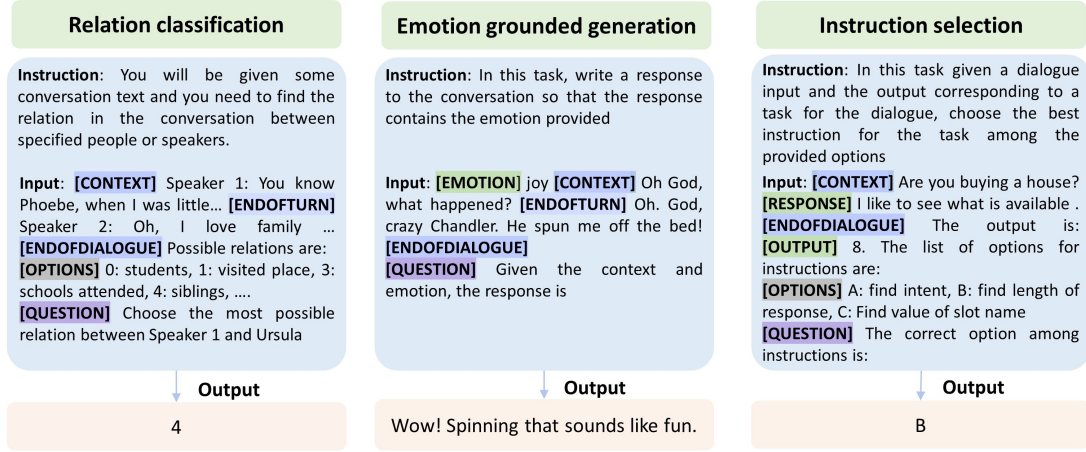 Relation classification
Instruction: You will be given some
conversation text and you need to find the
relation in the conversation between
specified people or speakers.
Input: [CONTEXT] Speaker 1: You know
Phoebe, when I was little… [ENDOFTURN]
Speaker 2: Oh, I love family …
[ENDOFDIALOGUE] Possible relations are:
[OPTIONS] 0: students, 1: visited place, 3:
schools attended, 4: siblings, ….
[QUESTION] Choose the most possible
relation between Speaker 1 and Ursula
Output
4
Emotion grounded generation
Instruction: In this task, write a response
to the conversation so that the response
contains the emotion provided
Input: [EMOTION] joy [CONTEXT] Oh God,
what happened? [ENDOFTURN] Oh. God,
crazy Chandler. He spun me off the bed!
[ENDOFDIALOGUE]
[QUESTION] Given the context and
emotion, the response is
Output
Wow! Spinning that sounds like fun.
Instruction selection
Instruction: In this task given a dialogue
input and the output corresponding to a
task for the dialogue, choose the best
instruction for the task among the
provided options
Input: [CONTEXT] Are you buying a house?
[RESPONSE] I like to see what is available .
[ENDOFDIALOGUE] The output is:
[OUTPUT] 8. The list of options for
instructions are:
[OPTIONS] A: find intent, B: find length of
response, C: Find value of slot name
[QUESTION] The correct option among
instructions is:
Output
B